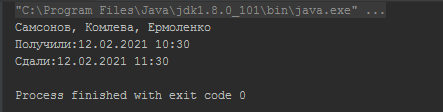 "C:\Program Files\Java\jdk1.8.0_101\bin\java.exe" ...
Самсонов, Комлева, Ермоленко
Получили:12.02.2021 10:30
Сдали:12.02.2021 11:30
Process finished with exit code 0